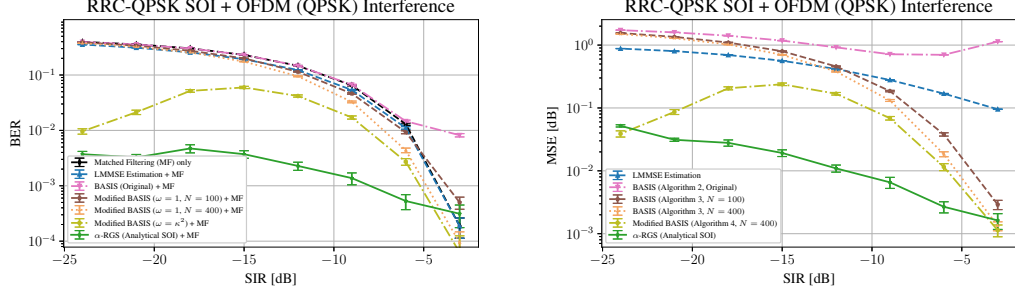 RRC-QPSK SOI + OFDM (QPSK) Interference
BER
10⁻¹
10⁻²
10⁻³
10⁻⁴
Matched Filtering (MF) only
LMMSE Estimation + MF
BASIS (Original) + MF
Modified BASIS (ω = 1, N = 100) + MF
Modified BASIS (ω = 1, N = 400) + MF
Modified BASIS (ω = κ²) + MF
α-RGS (Analytical SOI) + MF
−25 −20 −15 −10 −5
SIR [dB]
RRC-QPSK SOI + OFDM (QPSK) Interference
MSE [dB]
10⁰
10⁻¹
10⁻²
10⁻³
LMMSE Estimation
BASIS (Algorithm 2, Original)
BASIS (Algorithm 3, N = 100)
BASIS (Algorithm 3, N = 400)
Modified BASIS (Algorithm 4, N = 400)
α-RGS (Analytical SOI)
−25 −20 −15 −10 −5
SIR [dB]